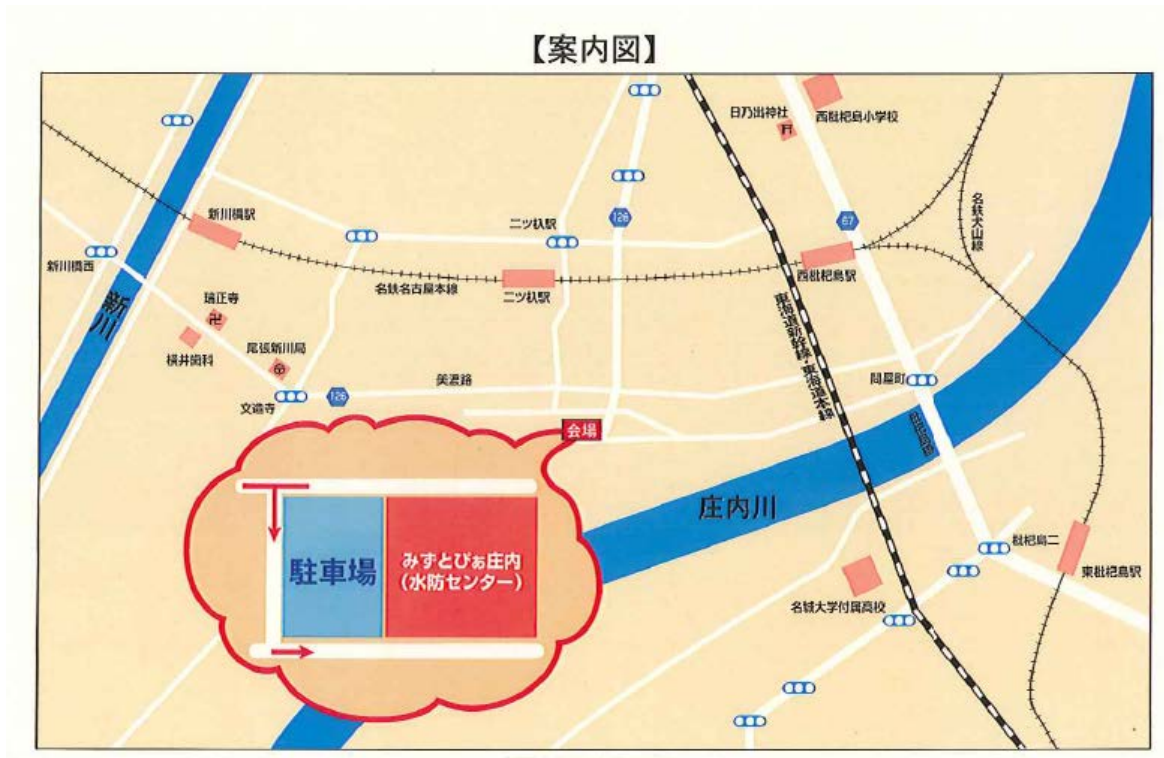 【案内図】
日乃出神社
西枇杷島小学校
新川橋駅
二ツ杁駅
126
67
名鉄犬山線
新川橋西
新川
名鉄名古屋本線
二ツ杁駅
西枇杷島駅
瑞正寺
卍
横井歯科
尾張新川局
東海道新幹線・東海道本線
美濃路
問屋町
文造寺
126
枇杷島橋
会場
庄内川
駐車場
みずとぴぁ庄内
(水防センター)
枇杷島二
東枇杷島駅
名城大学付属高校